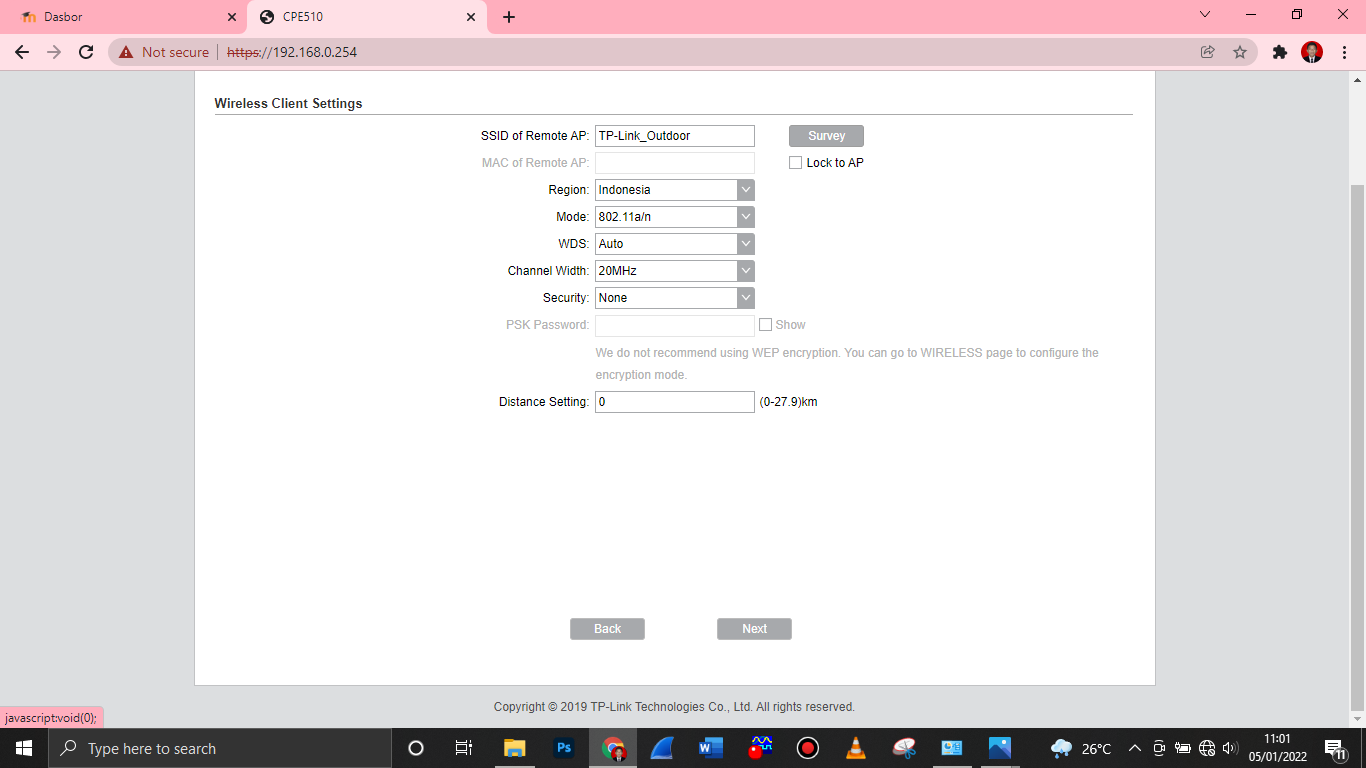 Dasbor
CPE510
Not secure https://192.168.0.254
Wireless Client Settings
SSID of Remote AP: TP-Link_Outdoor Survey
MAC of Remote AP: Lock to AP
Region: Indonesia
Mode: 802.11a/n
WDS: Auto
Channel Width: 20MHz
Security: None
PSK Password: Show
We do not recommend using WEP encryption. You can go to WIRELESS page to configure the
encryption mode.
Distance Setting: 0 (0-27.9)km
Back Next
Copyright © 2019 TP-Link Technologies Co., Ltd. All rights reserved.
javascript:void(0);
Type here to search
Ps
W
26°C
11:01
05/01/2022
11